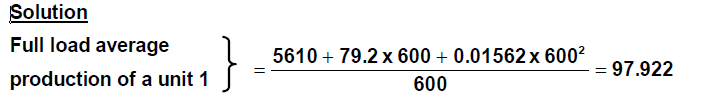 Solution
Full load average
production of a unit 1
= 5610 + 79.2 x 600 + 0.01562 x 600² / 600 = 97.922